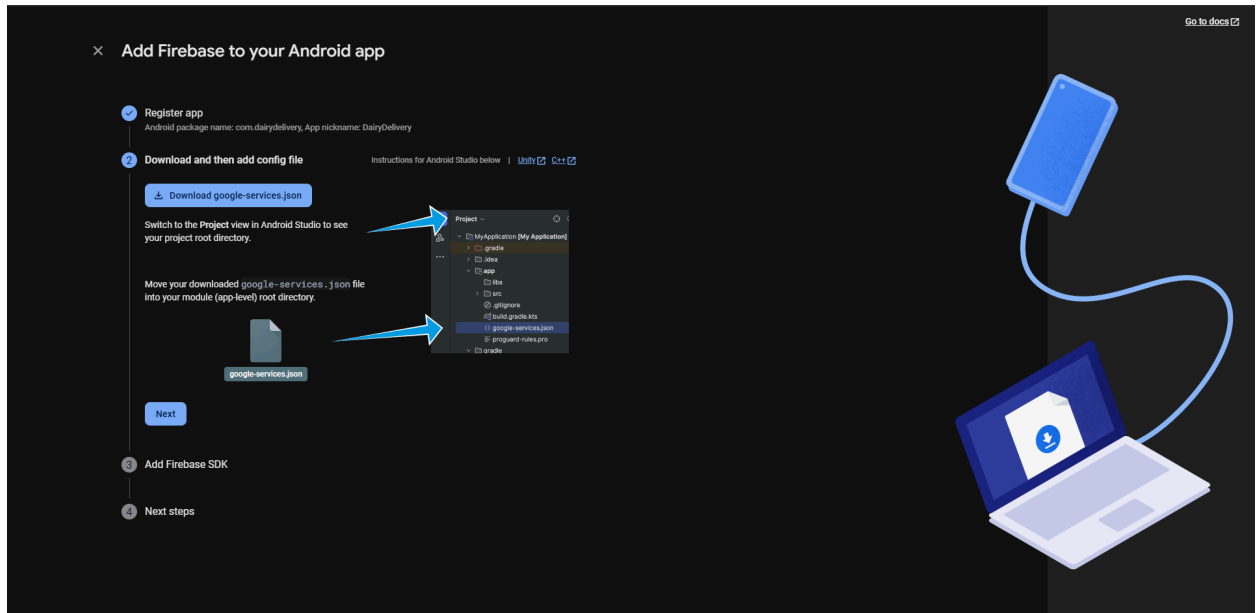 Go to docs
Add Firebase to your Android app
Register app
Android package name: com.dairydelivery, App nickname: DairyDelivery
2 Download and then add config file
Instructions for Android Studio below | Unity C++
Download google-services.json
Switch to the Project view in Android Studio to see
your project root directory.
Move your downloaded google-services.json file
into your module (app-level) root directory.
google-services.json
Project
MyApplication [My Application]
.gradle
.idea
app
libs
src
.gitignore
build.gradle.kts
google-services.json
proguard-rules.pro
gradle
Next
3 Add Firebase SDK
4 Next steps